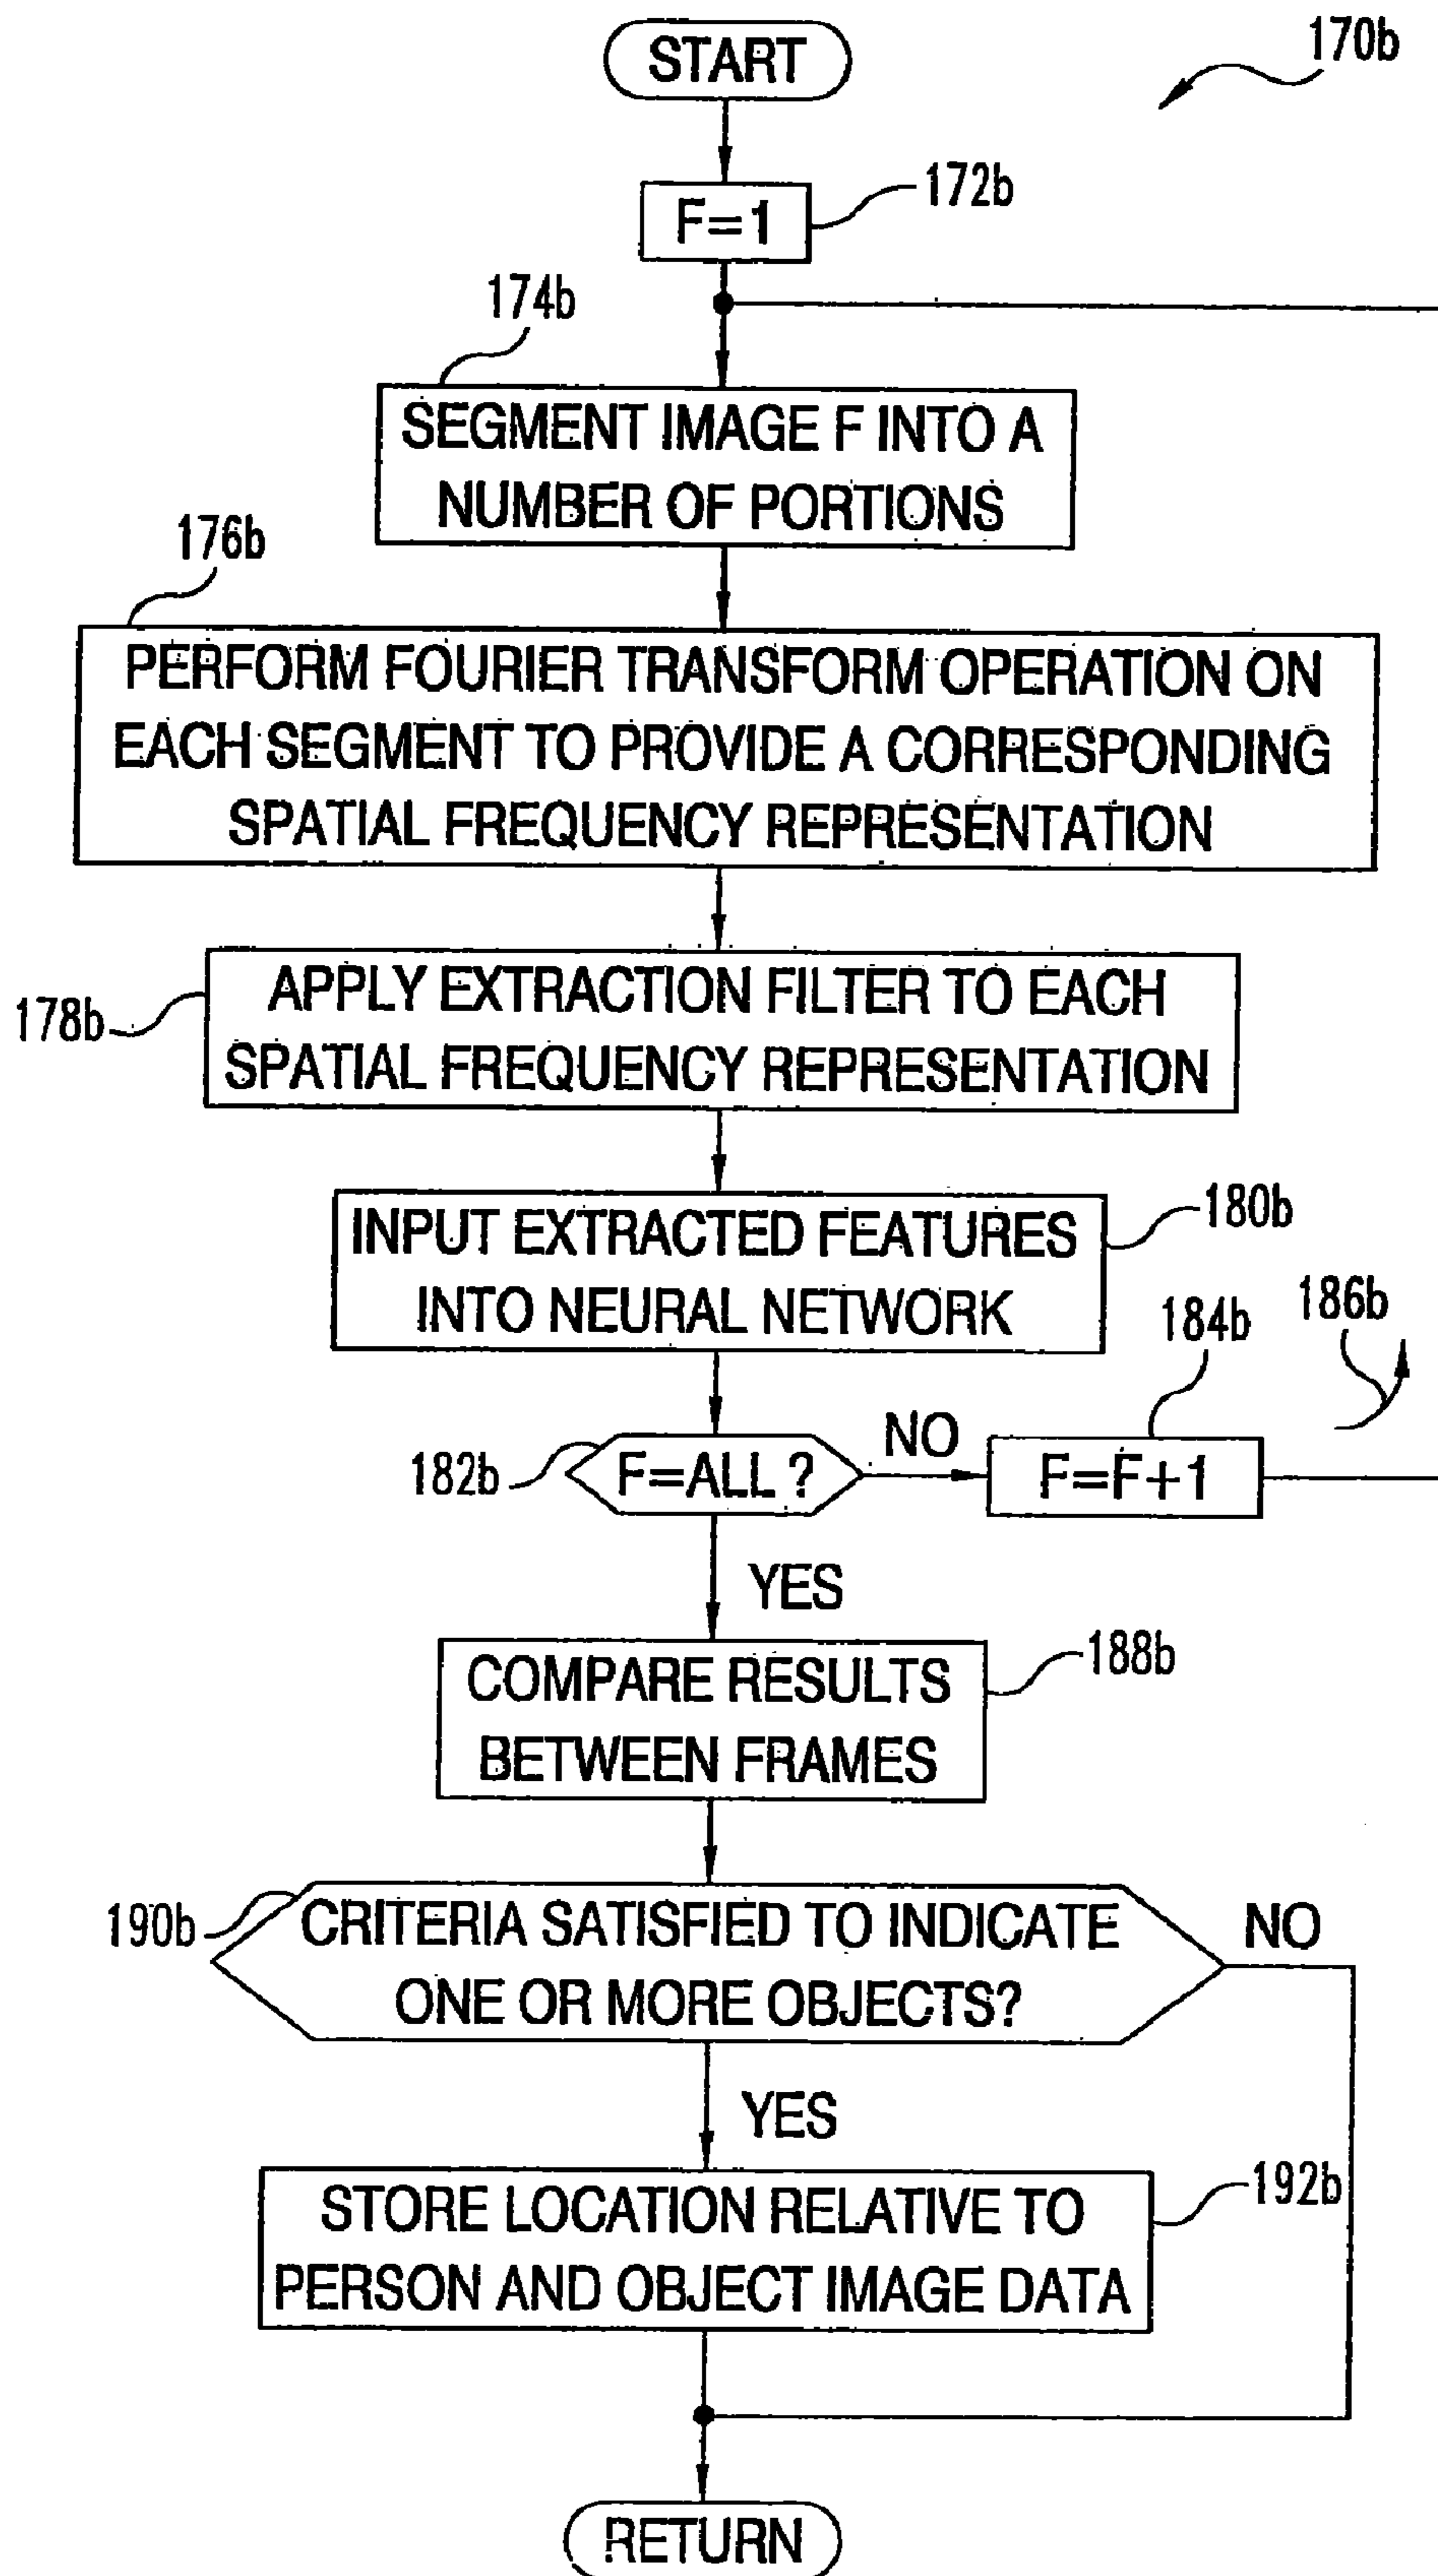 START
170b
172b
F=1
174b
SEGMENT IMAGE F INTO A
NUMBER OF PORTIONS
176b
PERFORM FOURIER TRANSFORM OPERATION ON
EACH SEGMENT TO PROVIDE A CORRESPONDING
SPATIAL FREQUENCY REPRESENTATION
178b
APPLY EXTRACTION FILTER TO EACH
SPATIAL FREQUENCY REPRESENTATION
180b
INPUT EXTRACTED FEATURES
INTO NEURAL NETWORK
186b
184b
182b
F=ALL ?
NO
F=F+1
YES
188b
COMPARE RESULTS
BETWEEN FRAMES
190b
CRITERIA SATISFIED TO INDICATE
ONE OR MORE OBJECTS?
NO
YES
192b
STORE LOCATION RELATIVE TO
PERSON AND OBJECT IMAGE DATA
RETURN